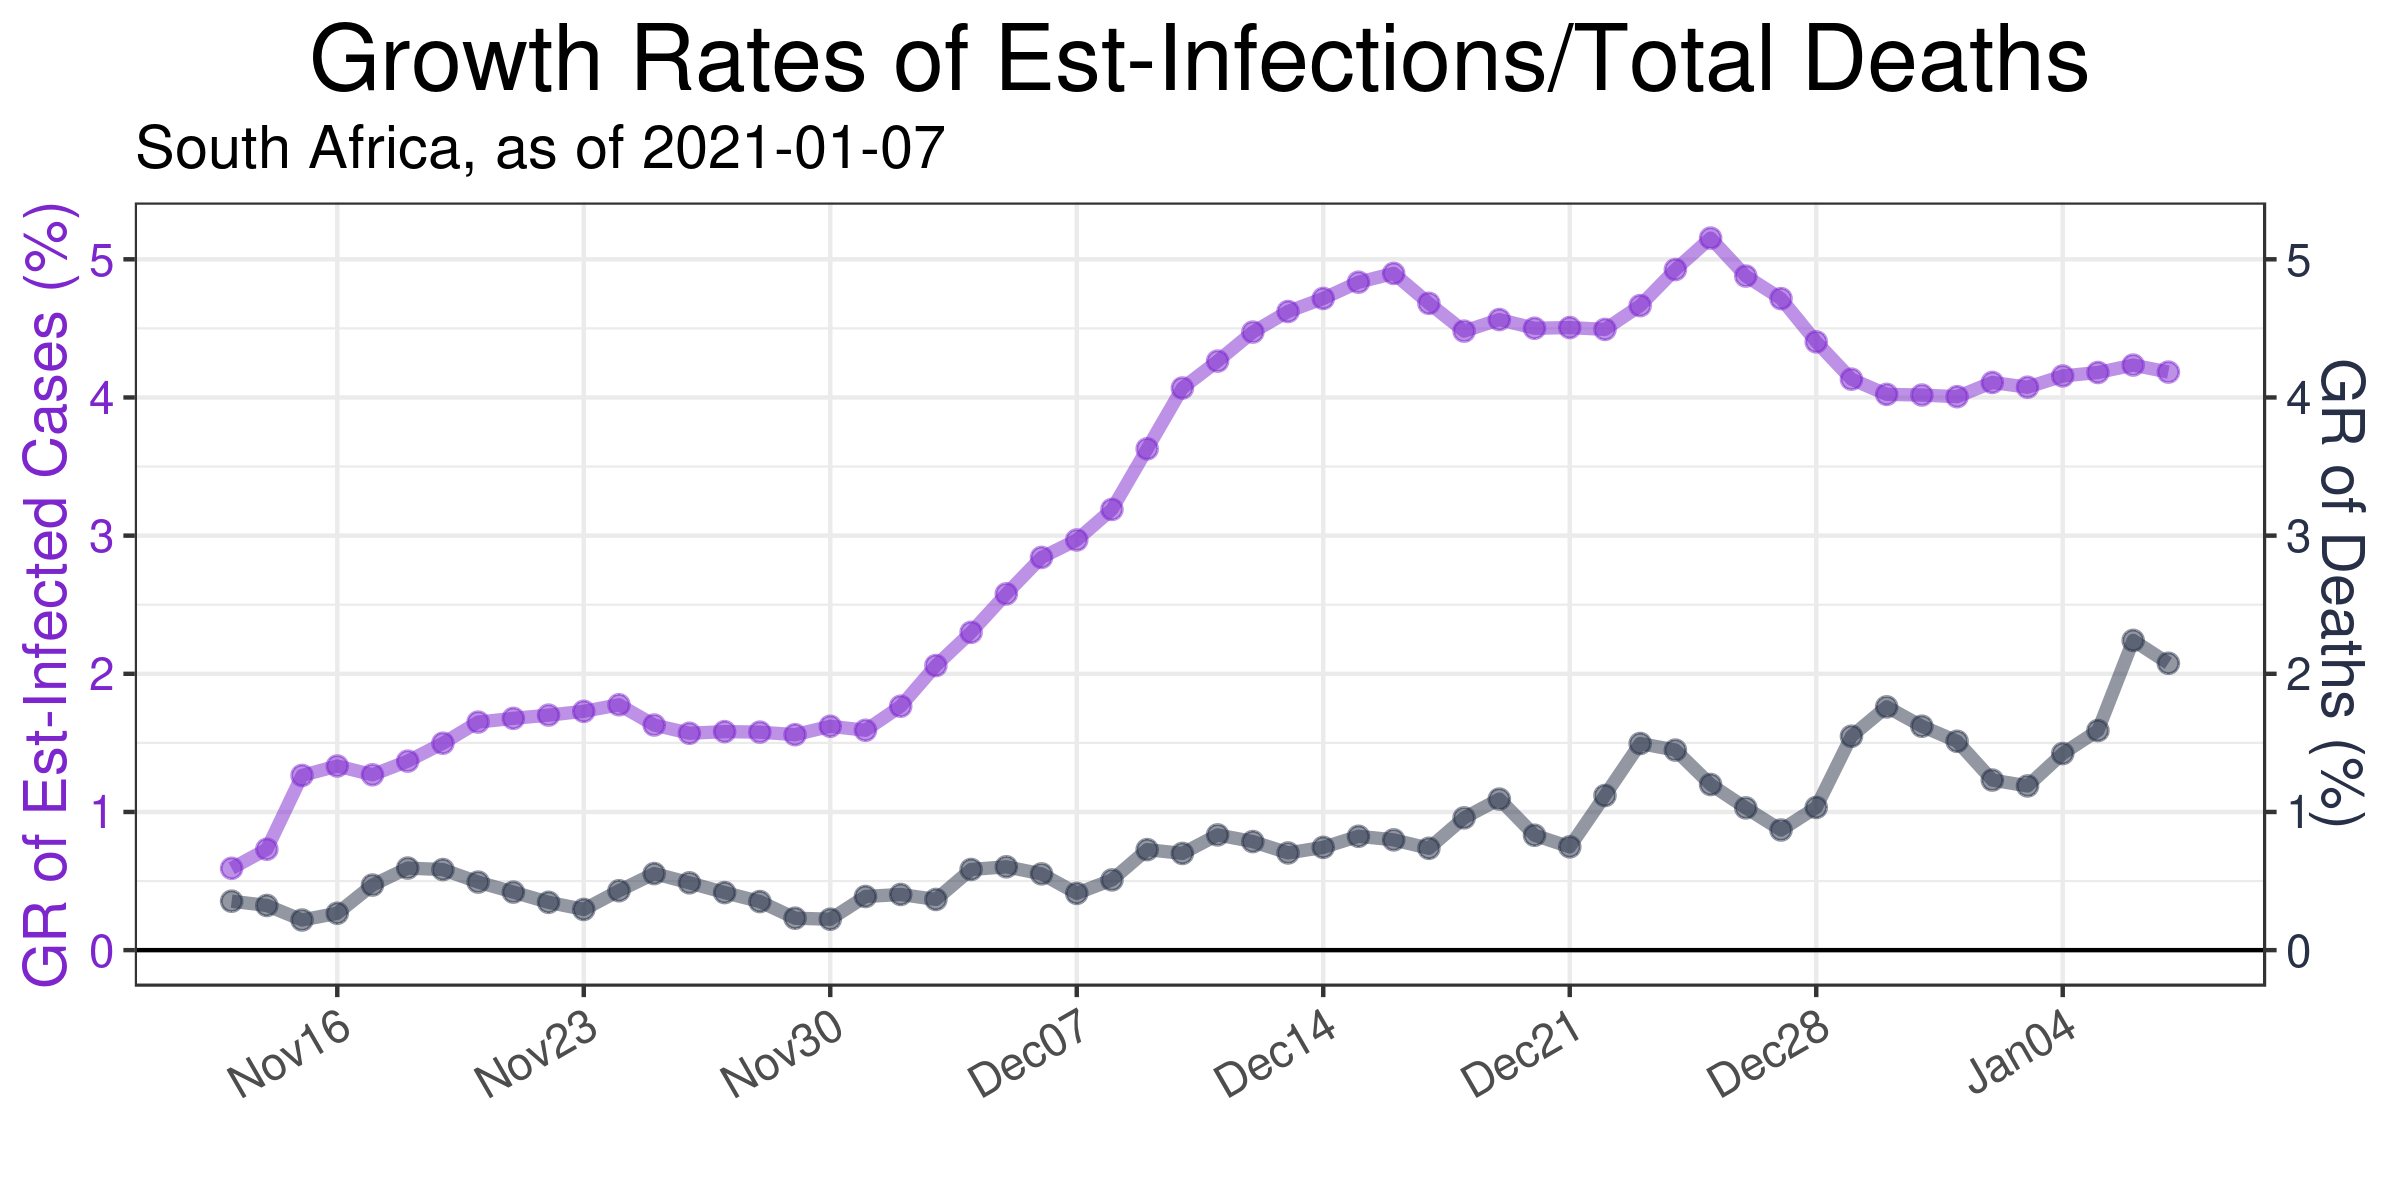 Growth Rates of Est-Infections/Total Deaths
South Africa, as of 2021-01-07
GR of Est-Infected Cases (%)
5
4
3
2
1
0
5
4
3
2
1
0
GR of Deaths (%)
Nov16
Nov23
Nov30
Dec07
Dec14
Dec21
Dec28
Jan04